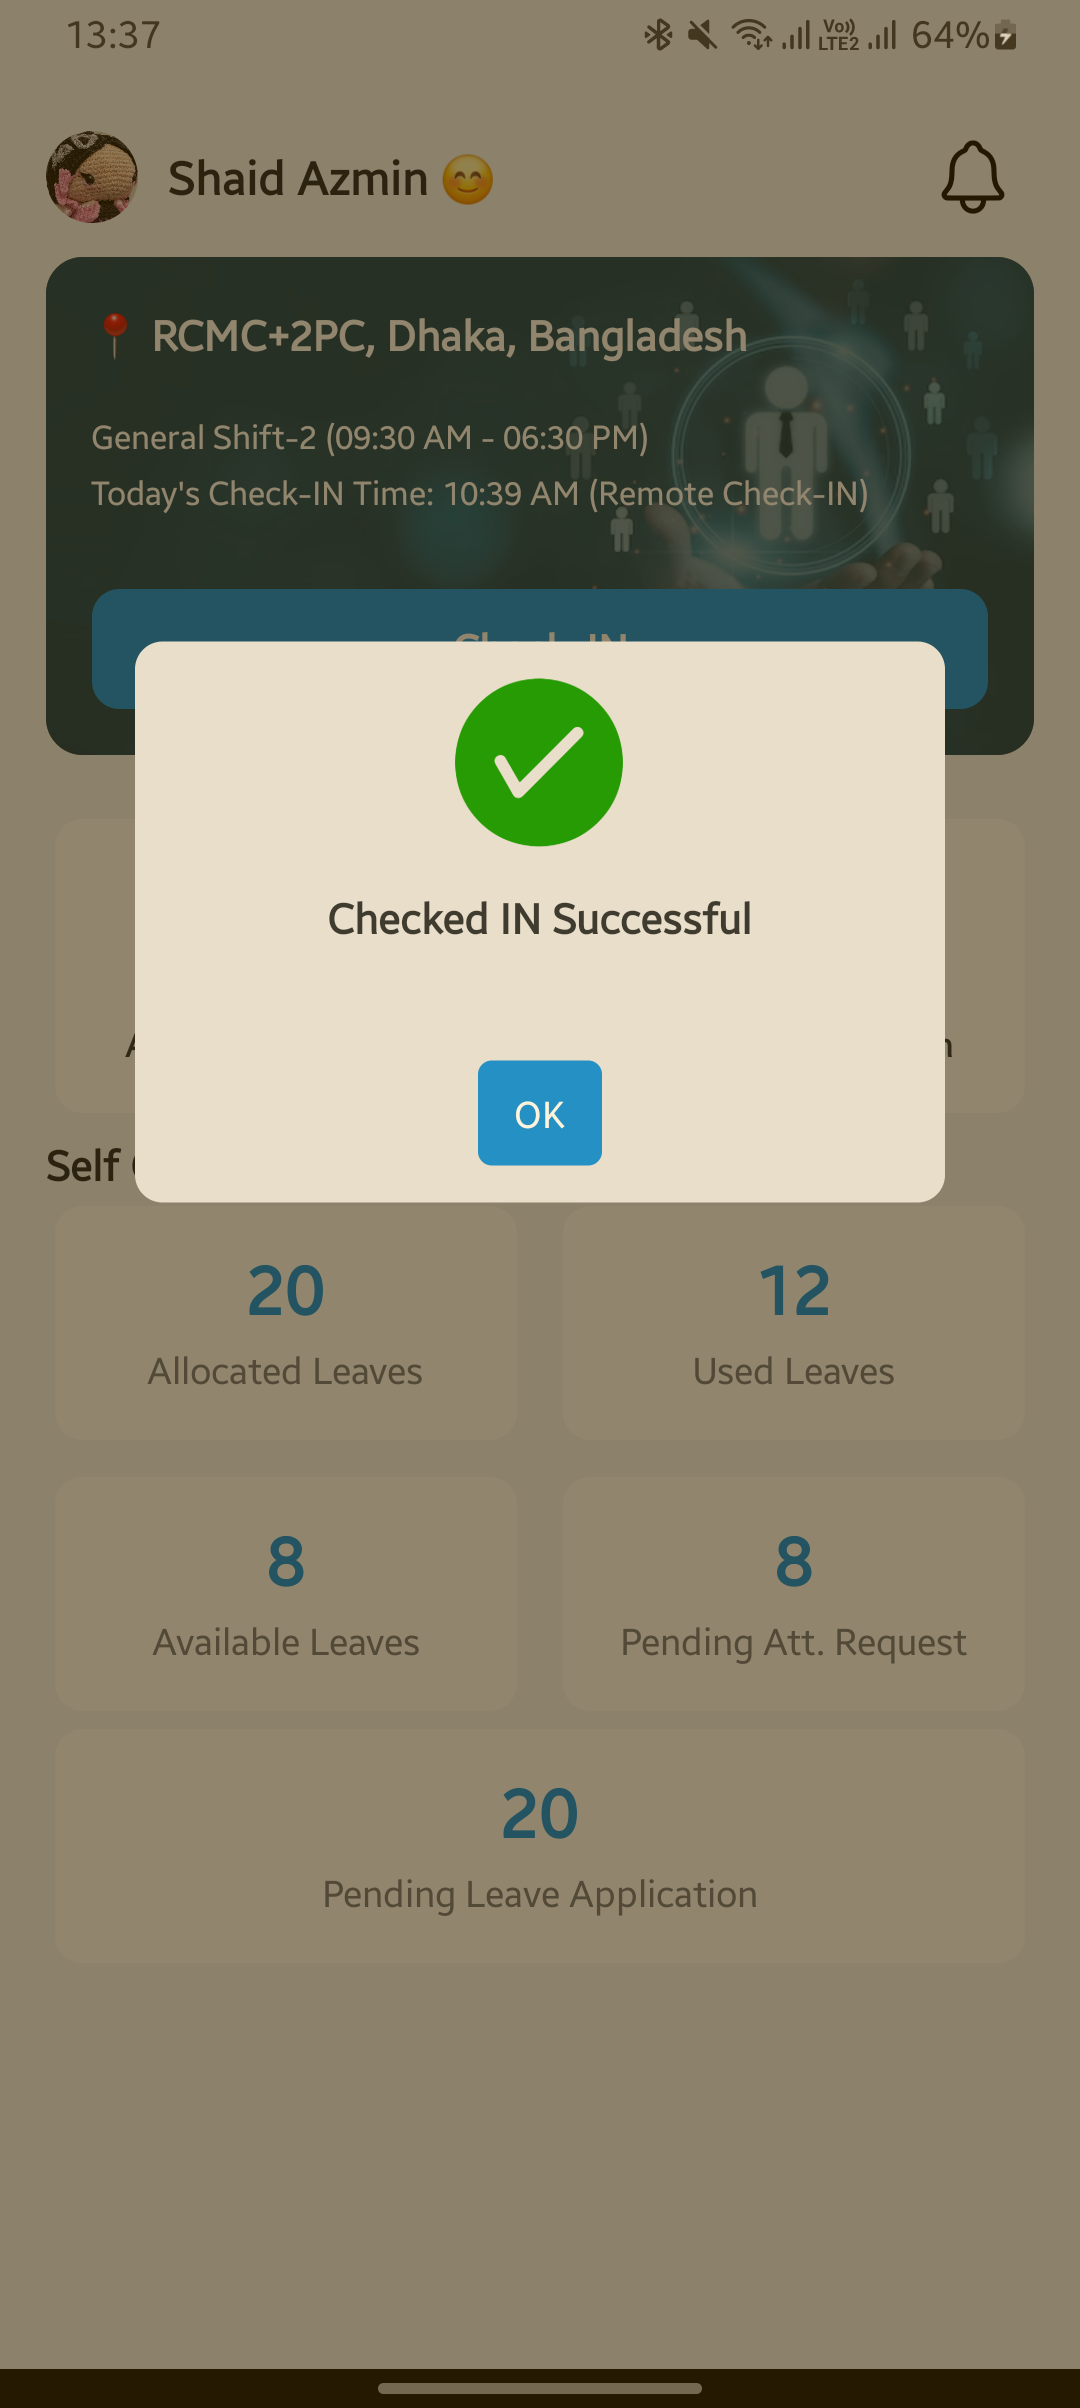 13:37
Vo)) LTE2 64%
Shaid Azmin 😊
RCMC+2PC, Dhaka, Bangladesh
General Shift-2 (09:30 AM - 06:30 PM)
Today's Check-IN Time: 10:39 AM (Remote Check-IN)
Checked IN Successful
OK
Self
20
Allocated Leaves
12
Used Leaves
8
Available Leaves
8
Pending Att. Request
20
Pending Leave Application